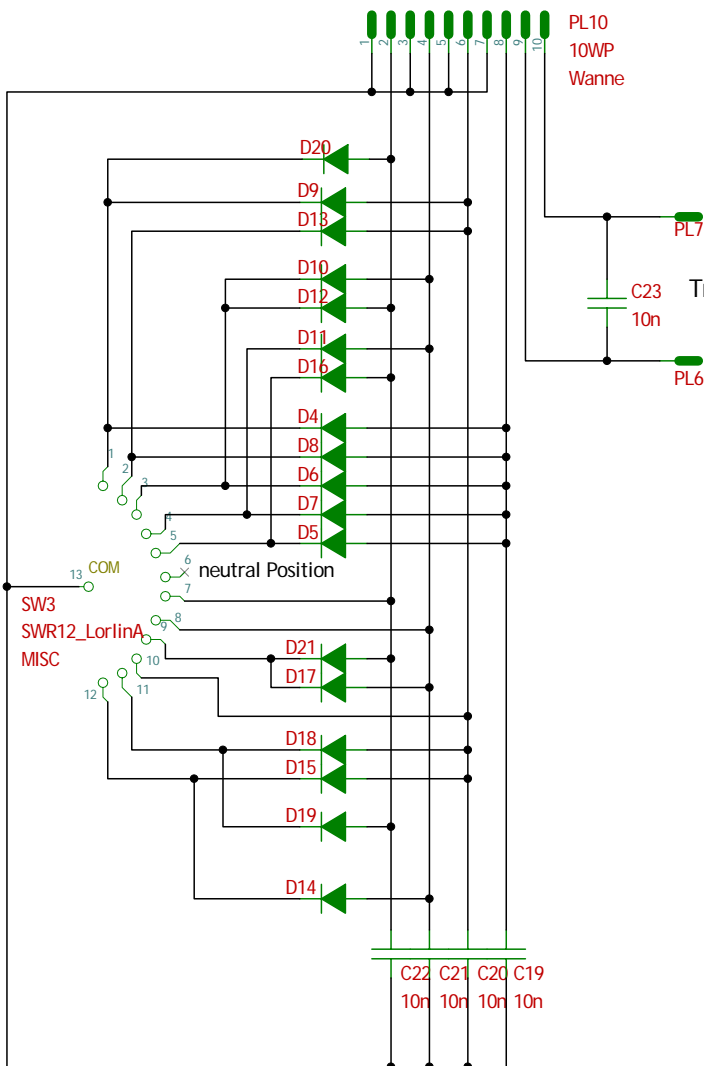 PL10
10WP
Wanne
1
2
3
4
5
6
7
8
9
10
D20
D9
D13
PL7
D10
D12
C23
10n
Tr
D11
D16
PL6
D4
D8
D6
D7
D5
1
2
3
4
5
6
neutral Position
COM
13
7
SW3
SWR12_LorlinA
MISC
8
9
10
11
12
D21
D17
D18
D15
D19
D14
C22
C21
C20
C19
10n
10n
10n
10n